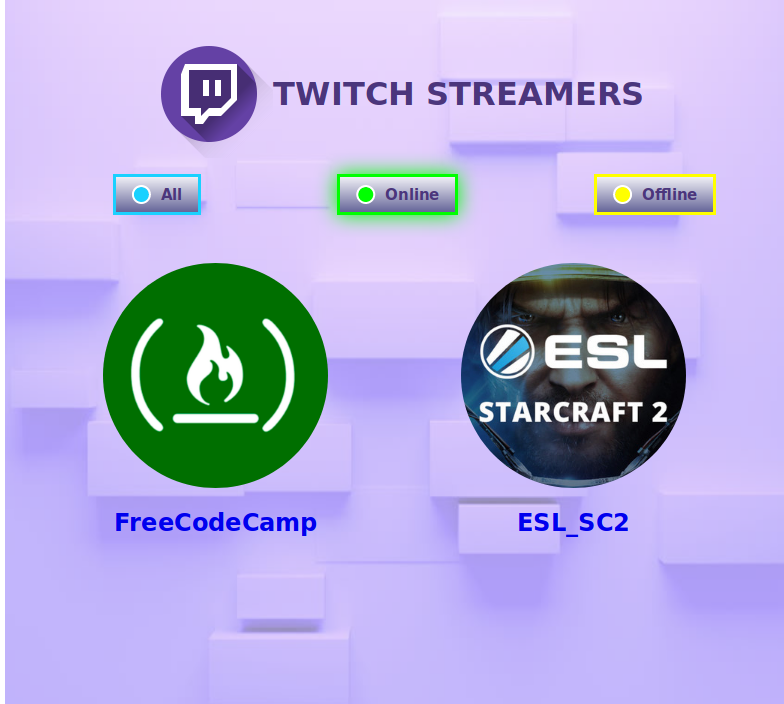 TWITCH STREAMERS
All
Online
Offline
ESL
STARCRAFT 2
FreeCodeCamp
ESL_SC2